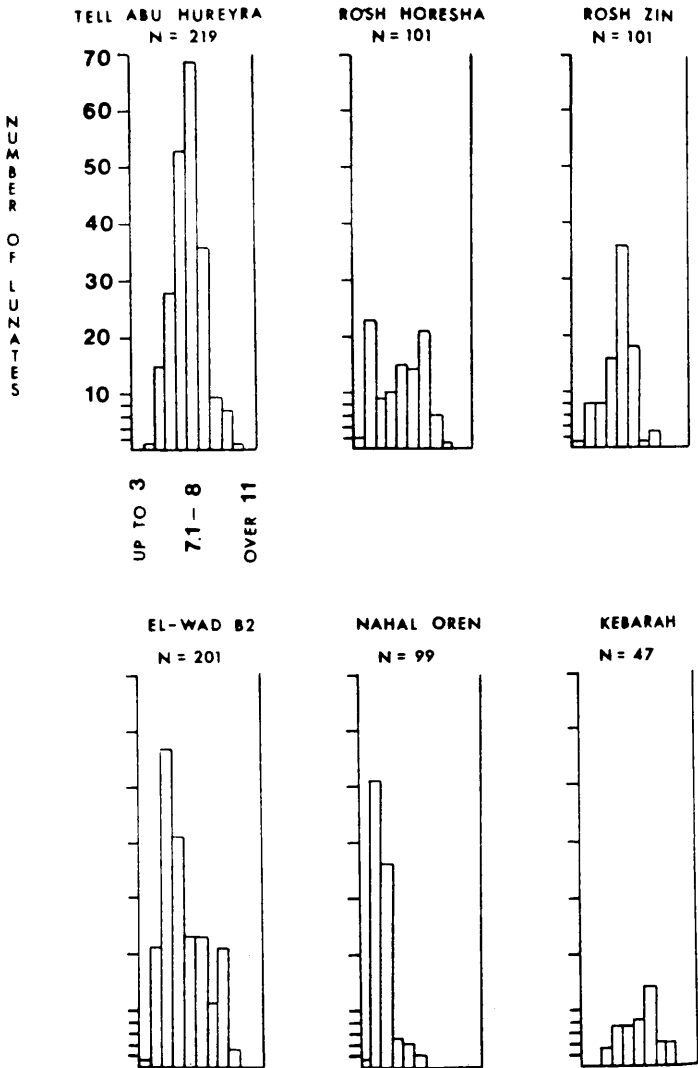 TELL ABU HUREYRA
N = 219
ROSH HORESHA
N = 101
ROSH ZIN
N = 101
NUMBER OF LUNATES
70
60
50
40
30
20
10
UP TO 3
7.1 – 8
OVER 11
EL-WAD B2
N = 201
NAHAL OREN
N = 99
KEBARAH
N = 47